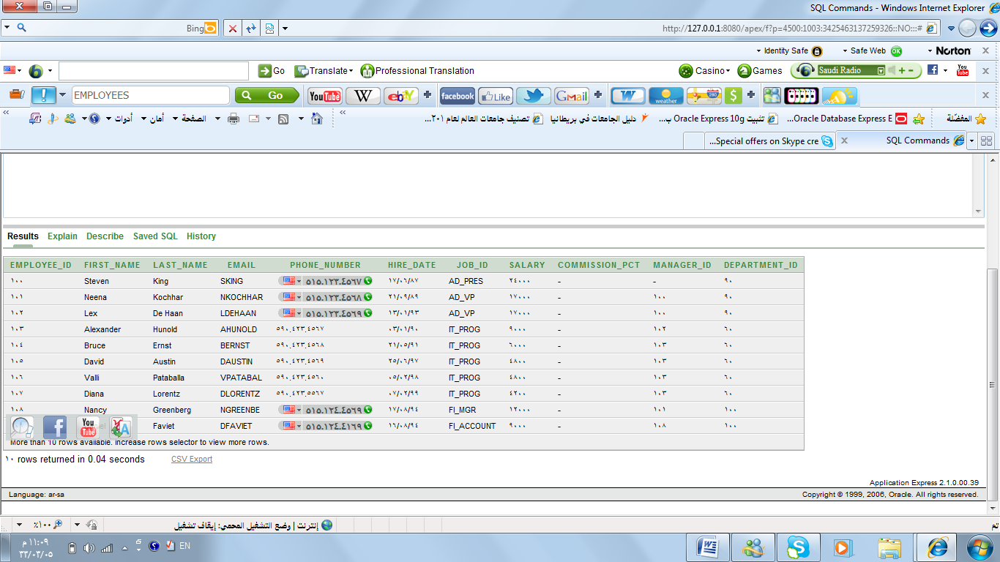 SQL Commands - Windows Internet Explorer
Bing
http://127.0.0.1:8080/apex/f?p=4500:1003:3425463137259326::NO:::#
Identity Safe Safe Web OK Norton
Go Translate Professional Translation Casino Games Saudi Radio You Tube
EMPLOYEES Go YouTube W ebY facebook Like Gmail W weather 280 $
الصفحة أمان أدوات
المفضّلة Oracle Database Express E... تثبيت Oracle Express 10g ب... دليل الجامعات في بريطانيا تصنيف جامعات العالم لعام ٢٠١...
SQL Commands Special offers on Skype cre...
Results Explain Describe Saved SQL History
EMPLOYEE_ID FIRST_NAME LAST_NAME EMAIL PHONE_NUMBER HIRE_DATE JOB_ID SALARY COMMISSION_PCT MANAGER_ID DEPARTMENT_ID
١٠٠ Steven King SKING ٥١٥.١٢٣.٤٥٦٧ ١٧/٠٦/٨٧ AD_PRES ٢٤٠٠٠ - - ٩٠
١٠١ Neena Kochhar NKOCHHAR ٥١٥.١٢٣.٤٥٦٨ ٢١/٠٩/٨٩ AD_VP ١٧٠٠٠ - ١٠٠ ٩٠
١٠٢ Lex De Haan LDEHAAN ٥١٥.١٢٣.٤٥٦٩ ١٣/٠١/٩٣ AD_VP ١٧٠٠٠ - ١٠٠ ٩٠
١٠٣ Alexander Hunold AHUNOLD ٥٩٠.٤٢٣.٤٥٦٧ ٠٣/٠١/٩٠ IT_PROG ٩٠٠٠ - ١٠٢ ٦٠
١٠٤ Bruce Ernst BERNST ٥٩٠.٤٢٣.٤٥٦٨ ٢١/٠٥/٩١ IT_PROG ٦٠٠٠ - ١٠٣ ٦٠
١٠٥ David Austin DAUSTIN ٥٩٠.٤٢٣.٤٥٦٩ ٢٥/٠٦/٩٧ IT_PROG ٤٨٠٠ - ١٠٣ ٦٠
١٠٦ Valli Pataballa VPATABAL ٥٩٠.٤٢٣.٤٥٦٠ ٠٥/٠٢/٩٨ IT_PROG ٤٨٠٠ - ١٠٣ ٦٠
١٠٧ Diana Lorentz DLORENTZ ٥٩٠.٤٢٣.٥٥٦٧ ٠٧/٠٢/٩٩ IT_PROG ٤٢٠٠ - ١٠٣ ٦٠
١٠٨ Nancy Greenberg NGREENBE ٥١٥.١٢٤.٤٥٦٩ ١٧/٠٨/٩٤ FI_MGR ١٢٠٠٠ - ١٠١ ١٠٠
You Tube Faviet DFAVIET ٥١٥.١٢٤.٤١٦٩ ١٦/٠٨/٩٤ FI_ACCOUNT ٩٠٠٠ - ١٠٨ ١٠٠
More than 10 rows available. Increase rows selector to view more rows.
١٠ rows returned in 0.04 seconds CSV Export
Application Express 2.1.0.00.39
Language: ar-sa Copyright © 1999, 2006, Oracle. All rights reserved.
تم إنترنت | وضع التشغيل المحمي: إيقاف تشغيل ١٠٠٪
١١:٠٩ م EN
٣٣/٠٣/٠٥